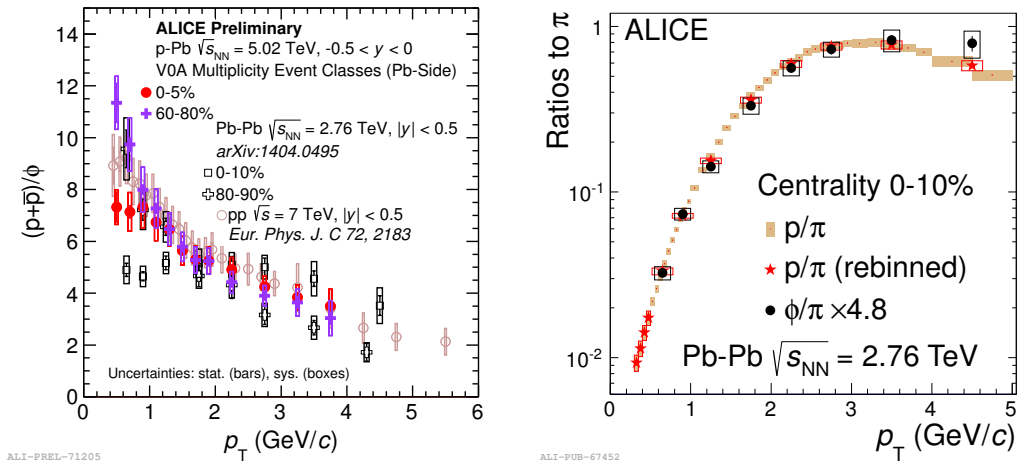 ALICE Preliminary
p-Pb √sNN = 5.02 TeV, -0.5 < y < 0
V0A Multiplicity Event Classes (Pb-Side)
0-5%
60-80%
Pb-Pb √sNN = 2.76 TeV, |y| < 0.5
arXiv:1404.0495
0-10%
80-90%
pp √s = 7 TeV, |y| < 0.5
Eur. Phys. J. C 72, 2183
Uncertainties: stat. (bars), sys. (boxes)
(p+p̅)/ϕ
14
12
10
8
6
4
2
0
0 1 2 3 4 5 6
pT (GeV/c)
ALI-PREL-71205
ALICE
Ratios to π
1
10⁻¹
10⁻²
Centrality 0-10%
p/π
p/π (rebinned)
ϕ/π ×4.8
Pb-Pb √sNN = 2.76 TeV
0 1 2 3 4 5
pT (GeV/c)
ALI-PUB-67452